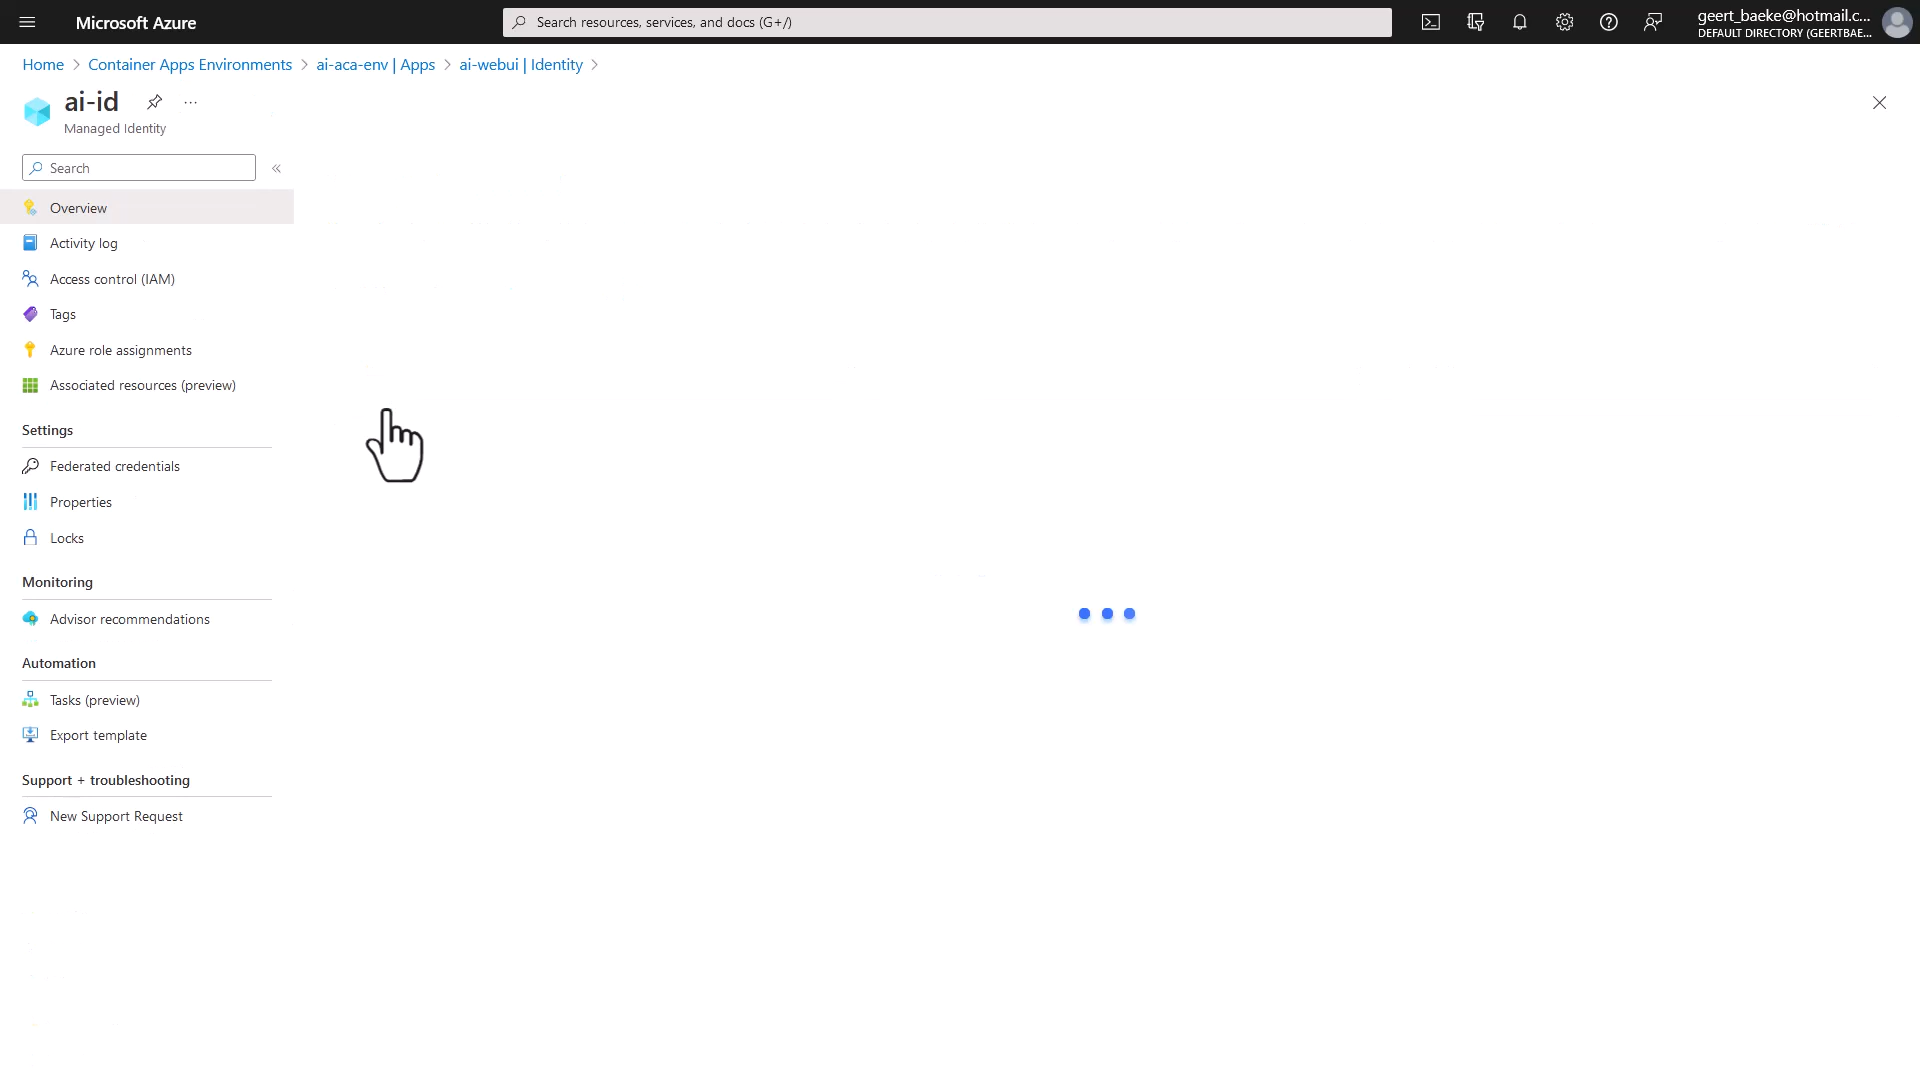 Microsoft Azure
Search resources, services, and docs (G+/)
geert_baeke@hotmail.c...
DEFAULT DIRECTORY (GEERTBAE...
Home > Container Apps Environments > ai-aca-env | Apps > ai-webui | Identity >
ai-id
Managed Identity
Search
Overview
Activity log
Access control (IAM)
Tags
Azure role assignments
Associated resources (preview)
Settings
Federated credentials
Properties
Locks
Monitoring
Advisor recommendations
Automation
Tasks (preview)
Export template
Support + troubleshooting
New Support Request